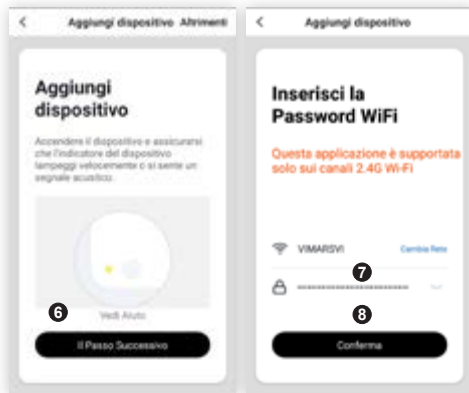 Aggiungi dispositivo Altrimenti
Aggiungi
dispositivo
Accendere il dispositivo e assicurarsi
che l'indicatore del dispositivo
lampeggi velocemente o si sente un
segnale acustico.
6
Vedi Aiuto
Il Passo Successivo
Aggiungi dispositivo
Inserisci la
Password WiFi
Questa applicazione è supportata
solo sui canali 2.4G Wi-Fi
VIMARSVI Cambia Rete
7
8
Conferma